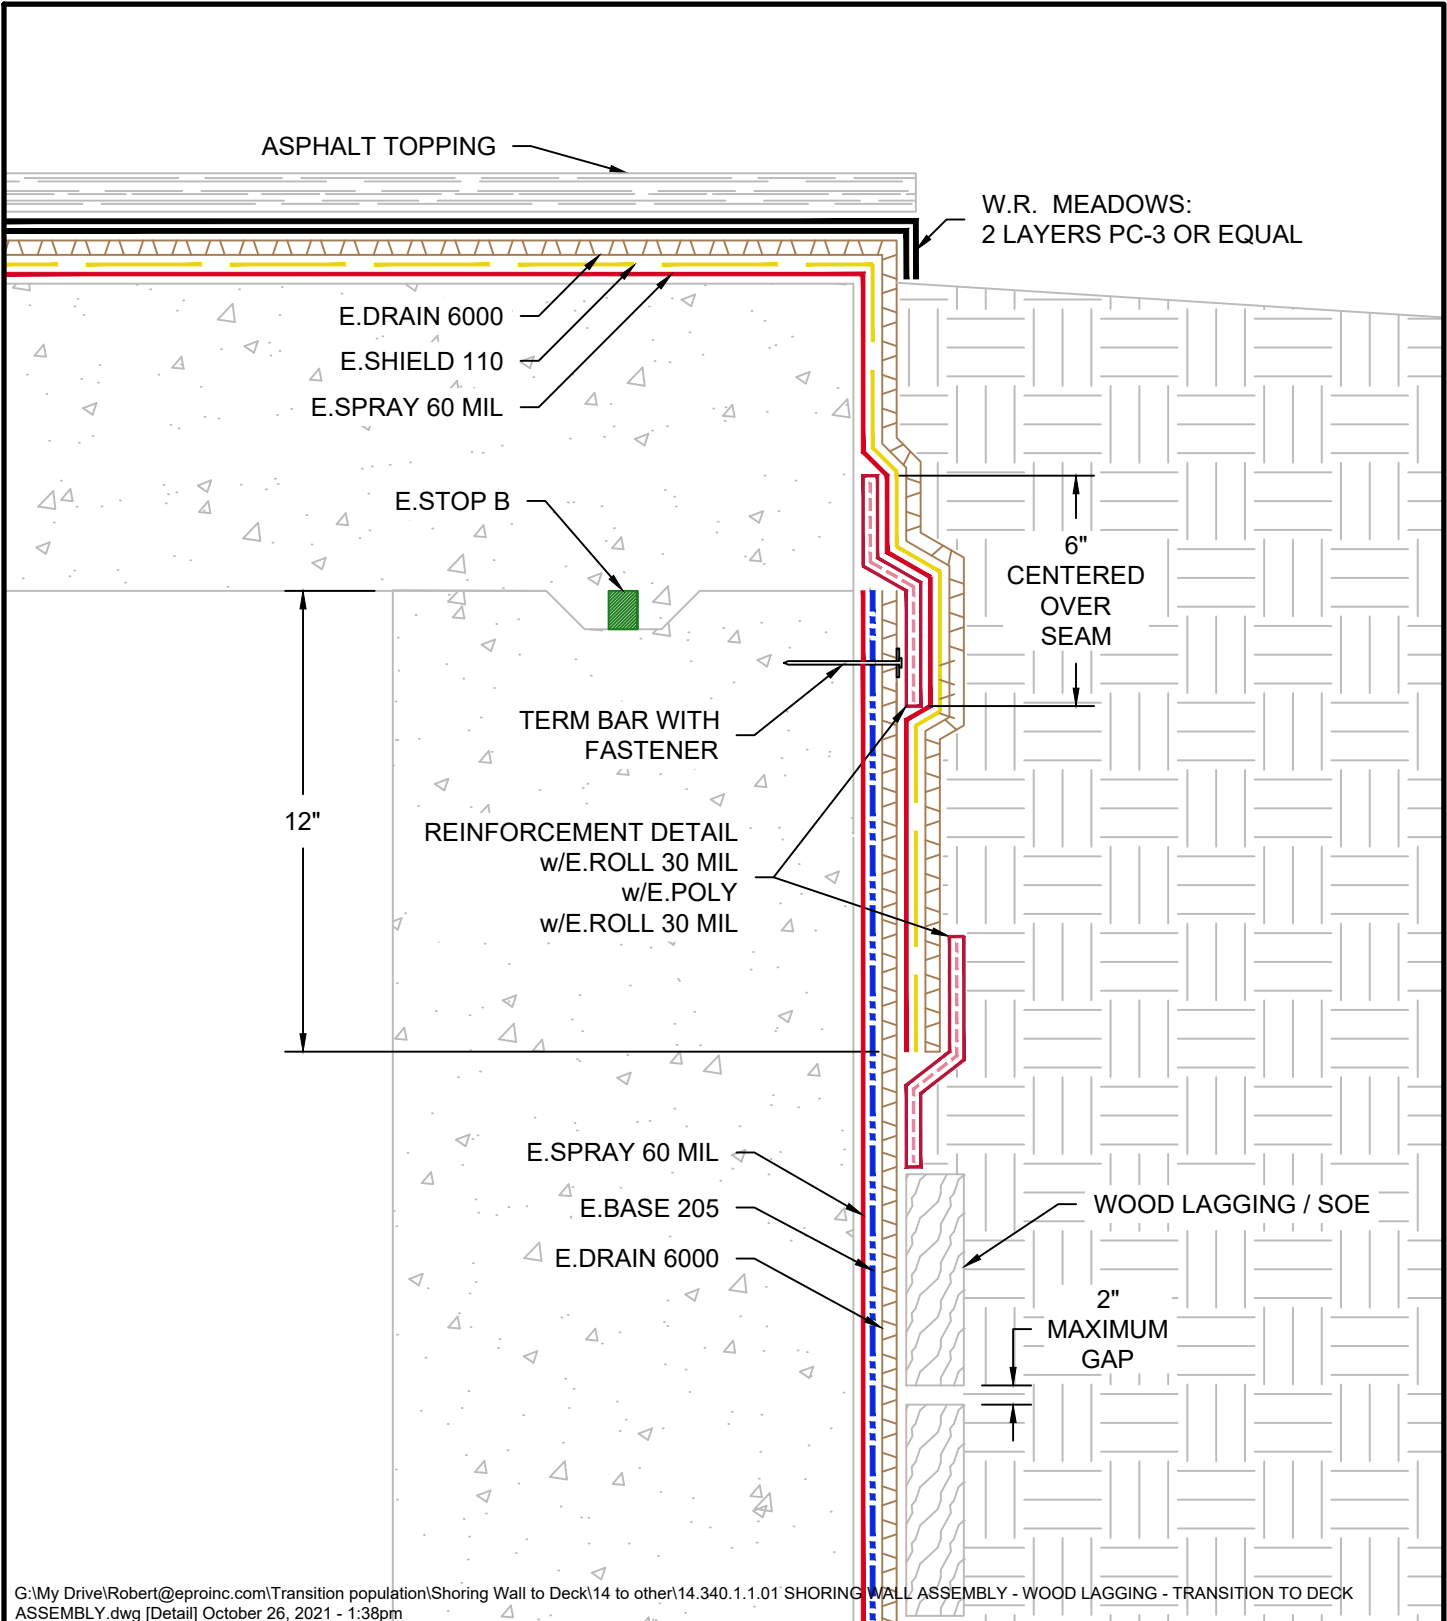 ASPHALT TOPPING
W.R. MEADOWS:
2 LAYERS PC-3 OR EQUAL
E.DRAIN 6000
E.SHIELD 110
E.SPRAY 60 MIL
E.STOP B
6"
CENTERED
OVER
SEAM
TERM BAR WITH
FASTENER
12"
REINFORCEMENT DETAIL
w/E.ROLL 30 MIL
w/E.POLY
w/E.ROLL 30 MIL
E.SPRAY 60 MIL
E.BASE 205
E.DRAIN 6000
WOOD LAGGING / SOE
2"
MAXIMUM
GAP
G:\My Drive\Robert@eproinc.com\Transition population\Shoring Wall to Deck\14 to other\14.340.1.1.01 SHORING WALL ASSEMBLY - WOOD LAGGING - TRANSITION TO DECK
ASSEMBLY.dwg [Detail] October 26, 2021 - 1:38pm